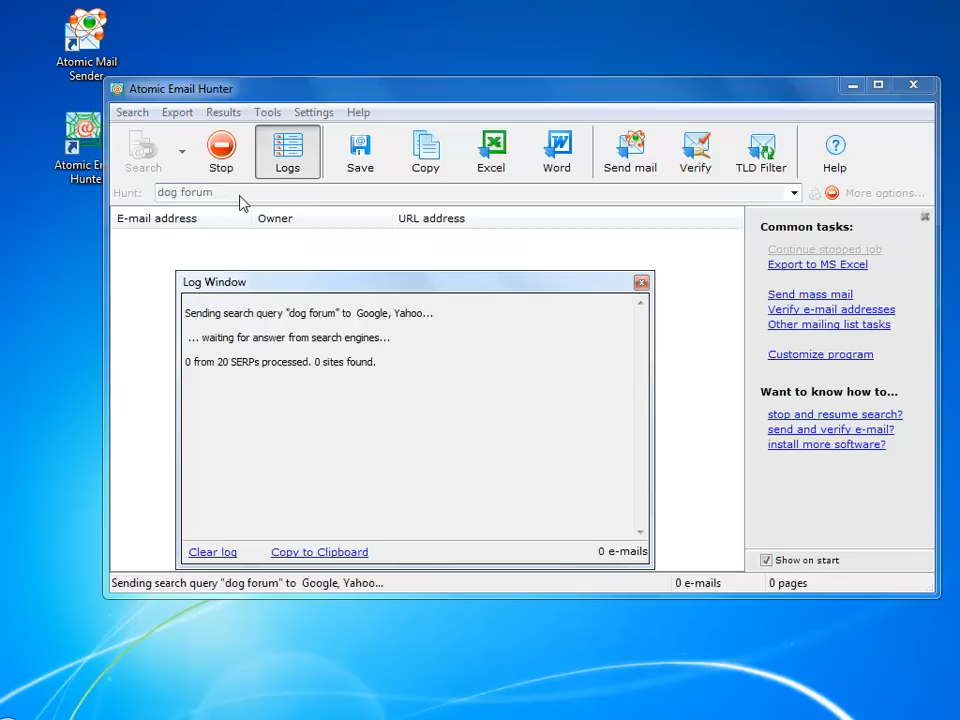 Atomic Mail
Sender
Atomic E
Hunte
Atomic Email Hunter
Search Export Results Tools Settings Help
Search Stop Logs Save Copy Excel Word Send mail Verify TLD Filter Help
Hunt: dog forum More options...
E-mail address Owner URL address
Common tasks:
Continue stopped job
Export to MS Excel
Send mass mail
Verify e-mail addresses
Other mailing list tasks
Customize program
Want to know how to...
stop and resume search?
send and verify e-mail?
install more software?
Show on start
Log Window
Sending search query "dog forum" to Google, Yahoo...
... waiting for answer from search engines...
0 from 20 SERPs processed. 0 sites found.
Clear log Copy to Clipboard 0 e-mails
Sending search query "dog forum" to Google, Yahoo... 0 e-mails 0 pages